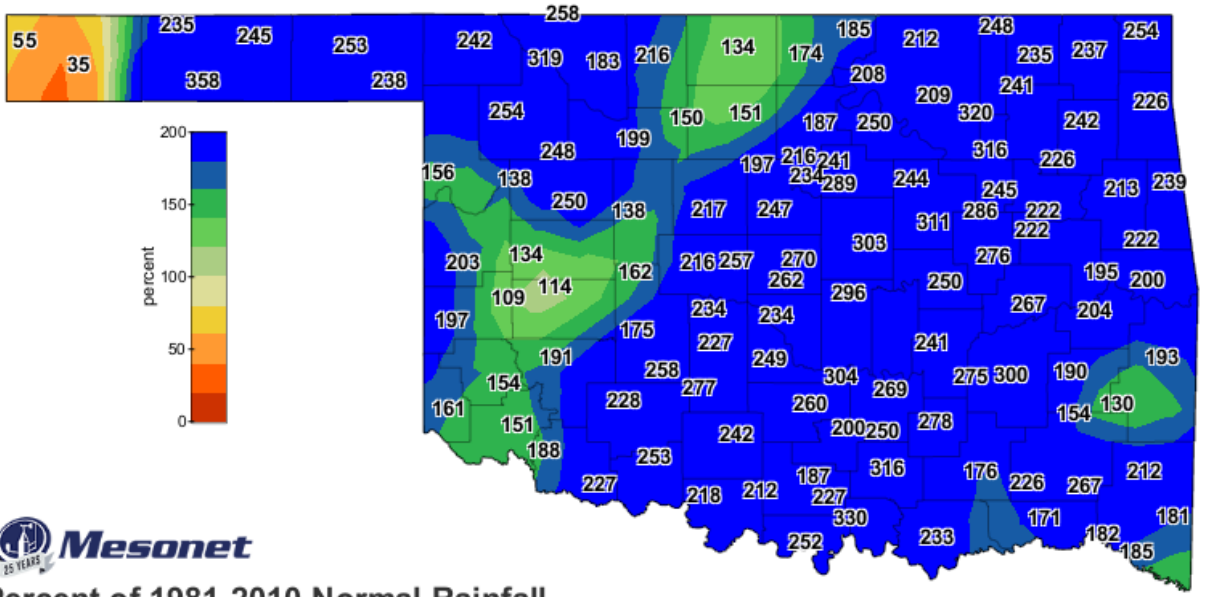 258
235 245 253 242 319 183 216 134 174 185 212 248 235 237 254
55 35
358 238 254 208 209 241 226
150 151 187 250 320 242
199 248 316 226
156 138 197 216 241 234 289 244 245 213 239
250 138 217 247 286 222
311 222
203 134 162 216 257 270 303 276 222
109 114 262 296 250 195 200
197 175 234 234 267 204
191 227 249 241 193
154 258 277 304 269 275 300 190
161 228 260 154 130
151 200 250 278
188 242
253 316 176 212
227 218 212 187 227 226 267
330 171 181
252 233 182 185
200
150
percent
100
50
0
25 YEARS
Mesonet
Percent of 1981-2010 Normal Rainfall